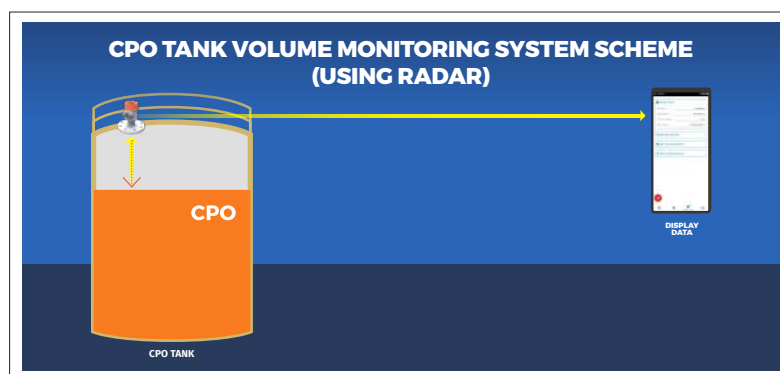 CPO TANK VOLUME MONITORING SYSTEM SCHEME
(USING RADAR)
CPO
DISPLAY
DATA
CPO TANK